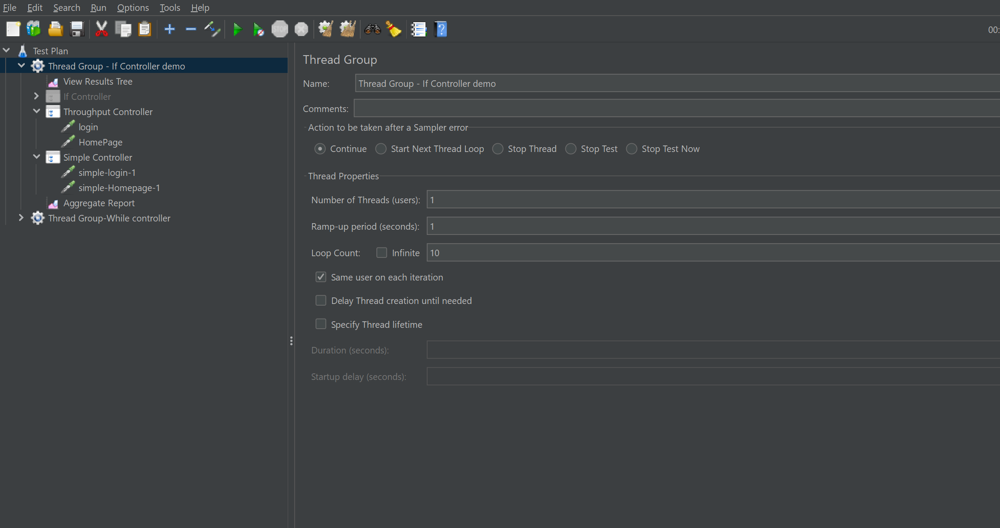 File Edit Search Run Options Tools Help
STOP
00:
Test Plan
Thread Group - If Controller demo
View Results Tree
If Controller
Throughput Controller
login
HomePage
Simple Controller
simple-login-1
simple-Homepage-1
Aggregate Report
Thread Group-While controller
Thread Group
Name: Thread Group - If Controller demo
Comments:
Action to be taken after a Sampler error
Continue Start Next Thread Loop Stop Thread Stop Test Stop Test Now
Thread Properties
Number of Threads (users): 1
Ramp-up period (seconds): 1
Loop Count: Infinite 10
Same user on each iteration
Delay Thread creation until needed
Specify Thread lifetime
Duration (seconds):
Startup delay (seconds):